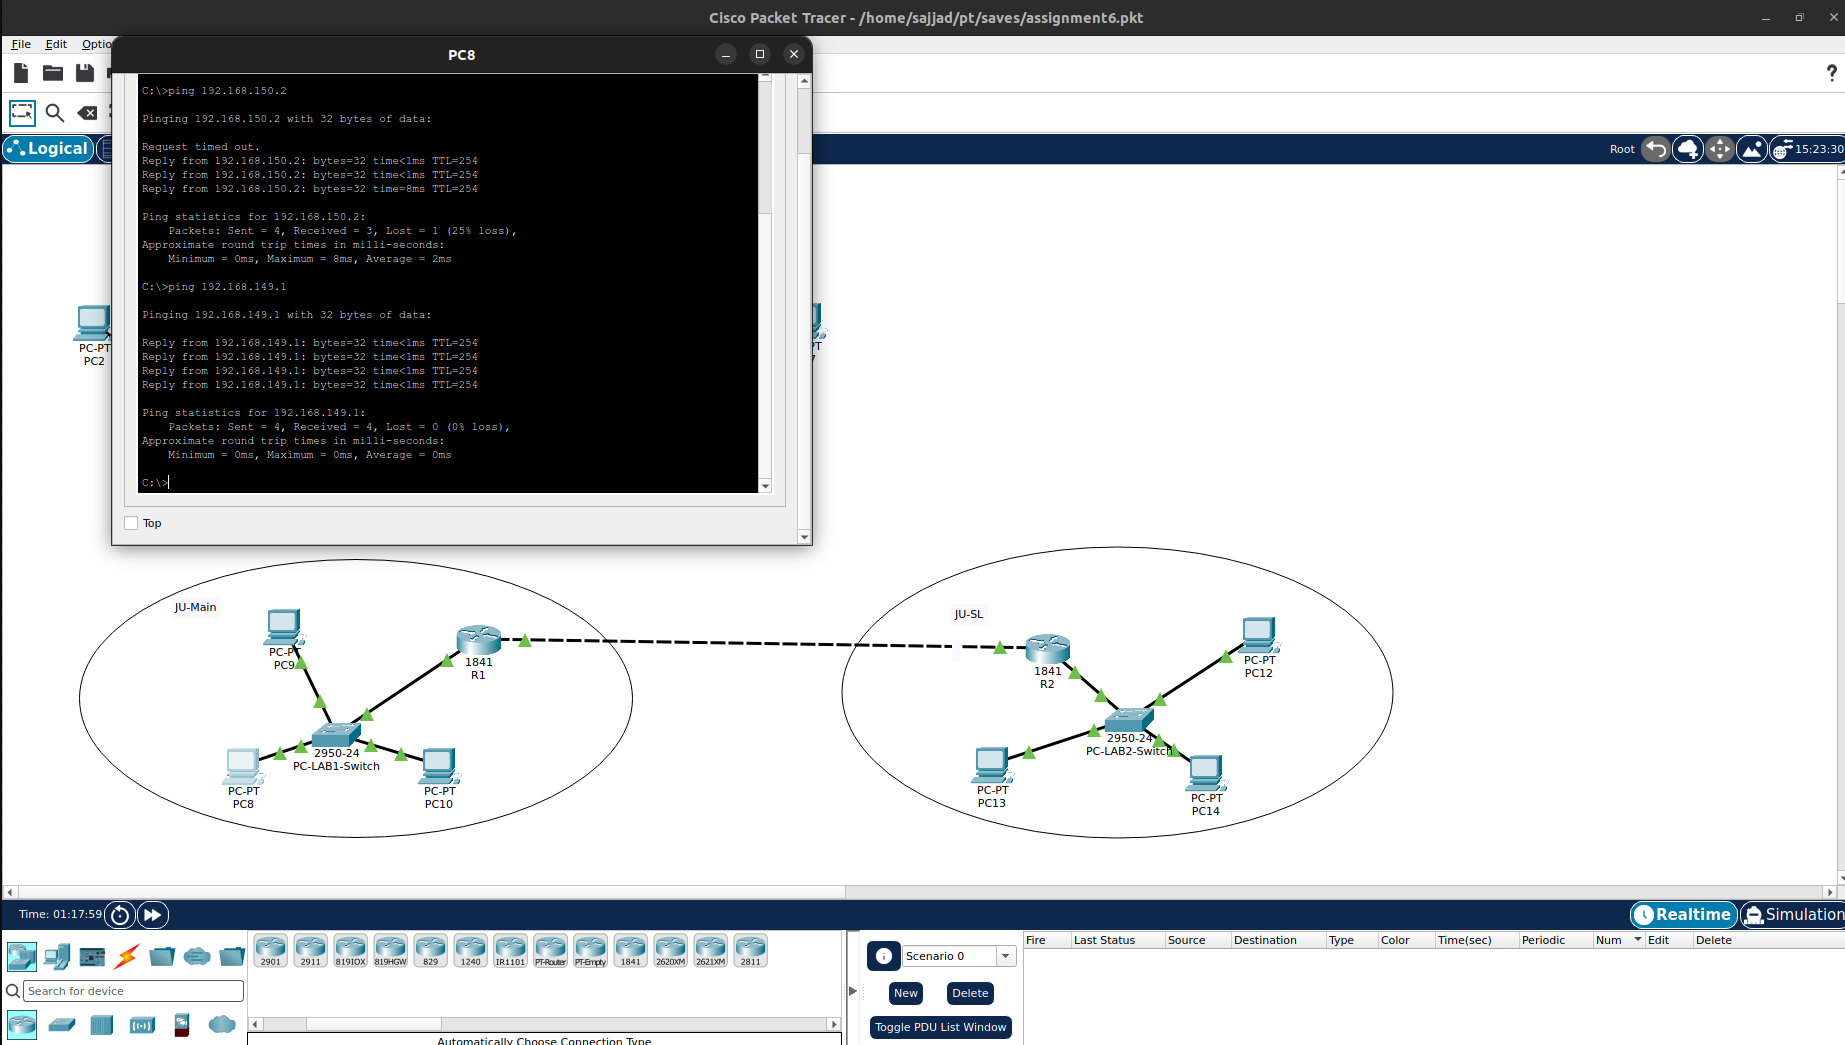 Cisco Packet Tracer - /home/sajjad/pt/saves/assignment6.pkt
File Edit Optio
PC8
C:\>ping 192.168.150.2
Pinging 192.168.150.2 with 32 bytes of data:
Request timed out.
Reply from 192.168.150.2: bytes=32 time<1ms TTL=254
Reply from 192.168.150.2: bytes=32 time<1ms TTL=254
Reply from 192.168.150.2: bytes=32 time=8ms TTL=254
Ping statistics for 192.168.150.2:
Packets: Sent = 4, Received = 3, Lost = 1 (25% loss),
Approximate round trip times in milli-seconds:
Minimum = 0ms, Maximum = 8ms, Average = 2ms
C:\>ping 192.168.149.1
Pinging 192.168.149.1 with 32 bytes of data:
Reply from 192.168.149.1: bytes=32 time<1ms TTL=254
Reply from 192.168.149.1: bytes=32 time<1ms TTL=254
Reply from 192.168.149.1: bytes=32 time<1ms TTL=254
Reply from 192.168.149.1: bytes=32 time<1ms TTL=254
Ping statistics for 192.168.149.1:
Packets: Sent = 4, Received = 4, Lost = 0 (0% loss),
Approximate round trip times in milli-seconds:
Minimum = 0ms, Maximum = 0ms, Average = 0ms
C:\>
Top
Logical
Root
15:23:30
PC-PT
PC2
PT
7
JU-Main
PC-PT
PC9
1841
R1
2950-24
PC-LAB1-Switch
PC-PT
PC8
PC-PT
PC10
JU-SL
1841
R2
PC-PT
PC12
2950-24
PC-LAB2-Switch
PC-PT
PC13
PC-PT
PC14
Time: 01:17:59
Realtime
Simulation
2901 2911 819IOX 819HGW 829 1240 IR1101 PT-Router PT-Empty 1841 2620XM 2621XM 2811
Search for device
Automatically Choose Connection Type
Scenario 0
New Delete
Toggle PDU List Window
Fire Last Status Source Destination Type Color Time(sec) Periodic Num Edit Delete